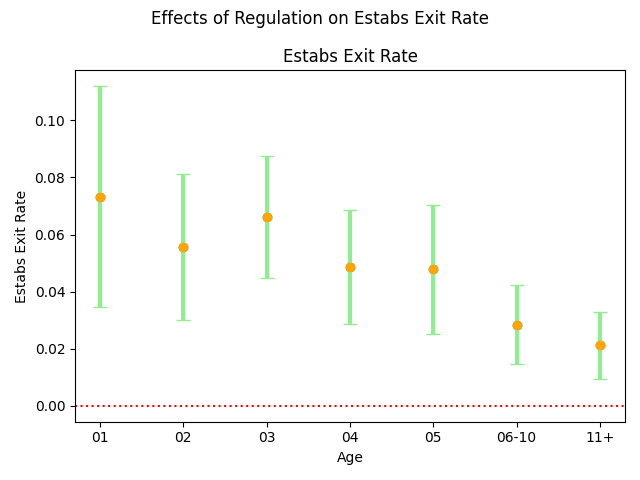 Effects of Regulation on Estabs Exit Rate
Estabs Exit Rate
Estabs Exit Rate
0.10
0.08
0.06
0.04
0.02
0.00
01 02 03 04 05 06-10 11+
Age